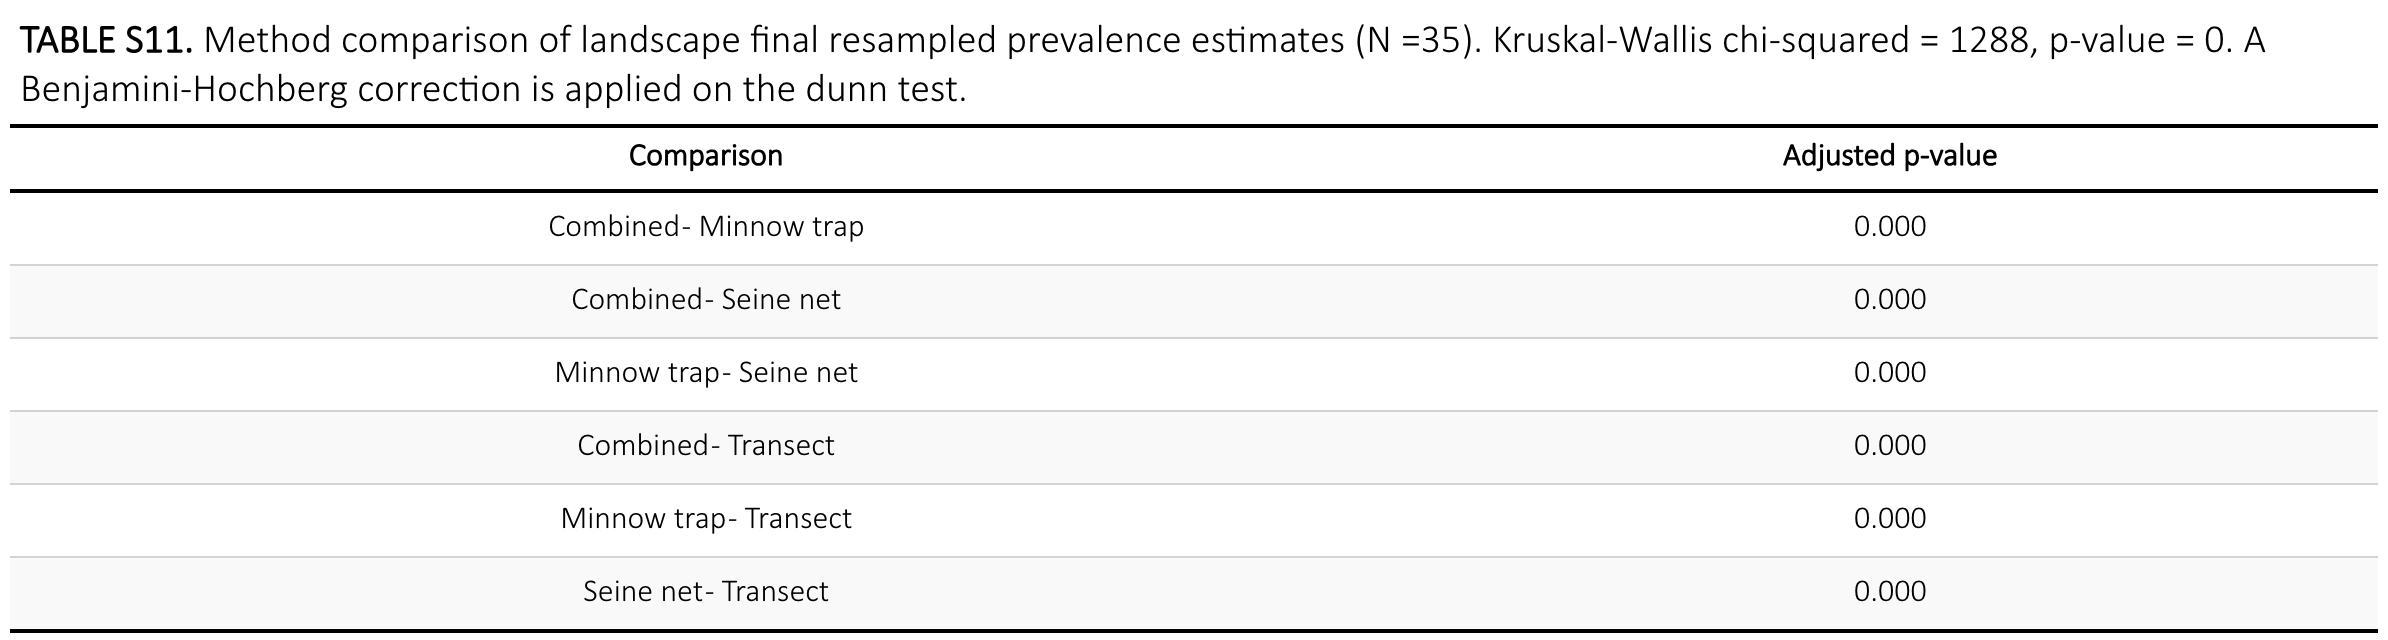 TABLE S11. Method comparison of landscape final resampled prevalence estimates (N =35). Kruskal-Wallis chi-squared = 1288, p-value = 0. A
Benjamini-Hochberg correction is applied on the dunn test.
Comparison Adjusted p-value
Combined- Minnow trap 0.000
Combined- Seine net 0.000
Minnow trap- Seine net 0.000
Combined- Transect 0.000
Minnow trap- Transect 0.000
Seine net- Transect 0.000